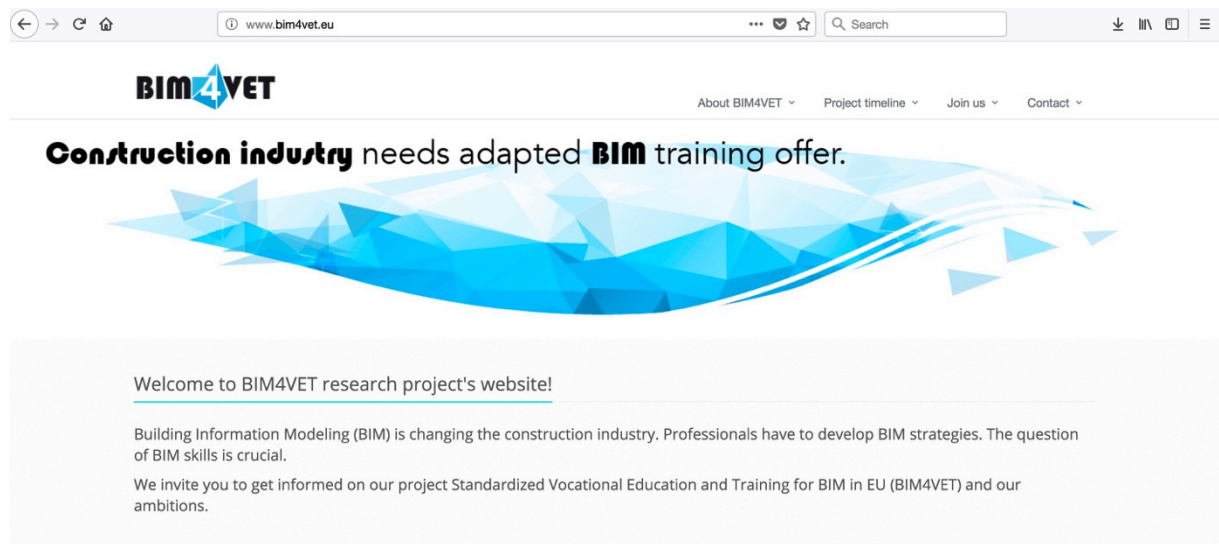 www.bim4vet.eu
Search
BIM4VET
About BIM4VET
Project timeline
Join us
Contact
Construction industry needs adapted BIM training offer.
Welcome to BIM4VET research project's website!
Building Information Modeling (BIM) is changing the construction industry. Professionals have to develop BIM strategies. The question
of BIM skills is crucial.
We invite you to get informed on our project Standardized Vocational Education and Training for BIM in EU (BIM4VET) and our
ambitions.